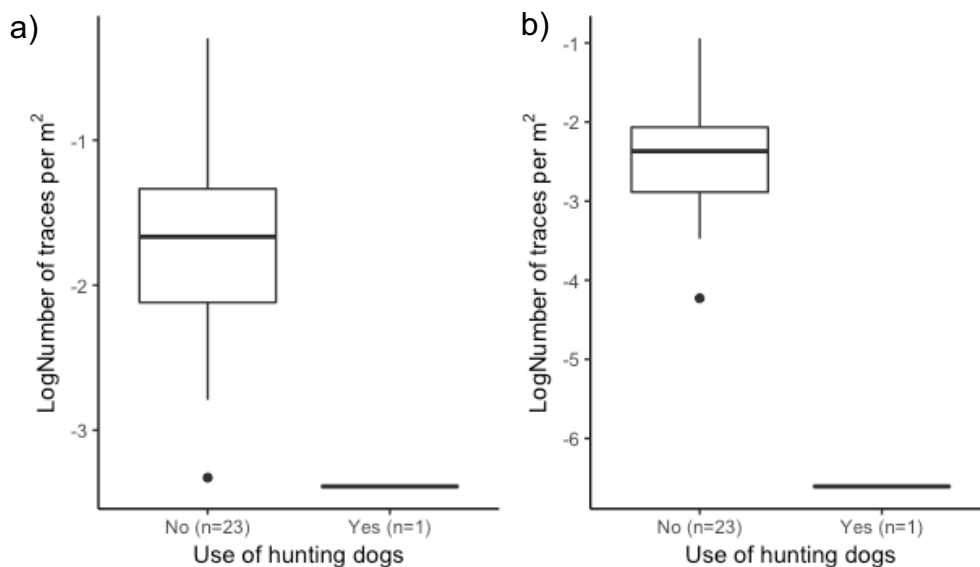 a)
LogNumber of traces per m²
-1
-2
-3
No (n=23) Yes (n=1)
Use of hunting dogs
b)
LogNumber of traces per m²
-1
-2
-3
-4
-5
-6
No (n=23) Yes (n=1)
Use of hunting dogs